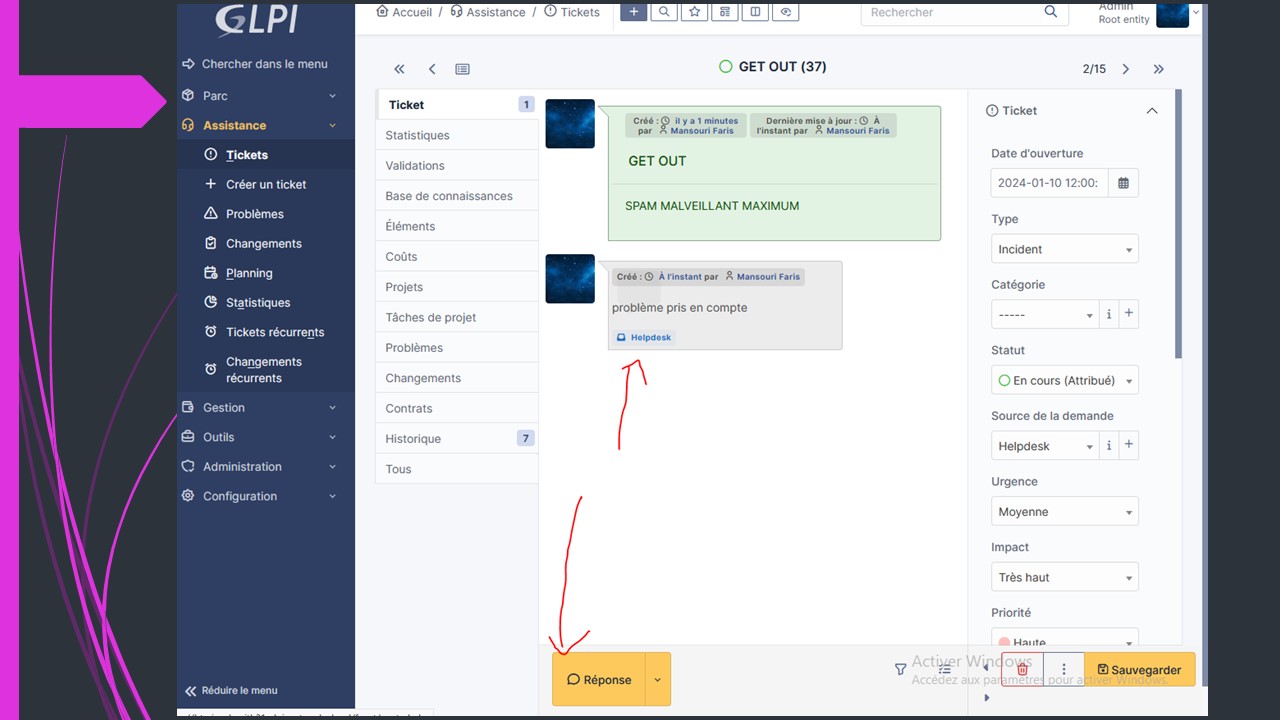 GLPI
Chercher dans le menu
Parc
Assistance
Tickets
Créer un ticket
Problèmes
Changements
Planning
Statistiques
Tickets récurrents
Changements
récurrents
Gestion
Outils
Administration
Configuration
Réduire le menu
Accueil / Assistance / Tickets
Rechercher
Admin
Root entity
GET OUT (37)
2/15
Ticket 1
Statistiques
Validations
Base de connaissances
Éléments
Coûts
Projets
Tâches de projet
Problèmes
Changements
Contrats
Historique 7
Tous
Créé : il y a 1 minutes
par Mansouri Faris
Dernière mise à jour : À
l'instant par Mansouri Faris
GET OUT
SPAM MALVEILLANT MAXIMUM
Créé : À l'instant par Mansouri Faris
problème pris en compte
Helpdesk
Réponse
Ticket
Date d'ouverture
2024-01-10 12:00:
Type
Incident
Catégorie
-----
Statut
En cours (Attribué)
Source de la demande
Helpdesk
Urgence
Moyenne
Impact
Très haut
Priorité
Haute
Activer Windows
Accédez aux paramètres pour activer Windows.
Sauvegarder